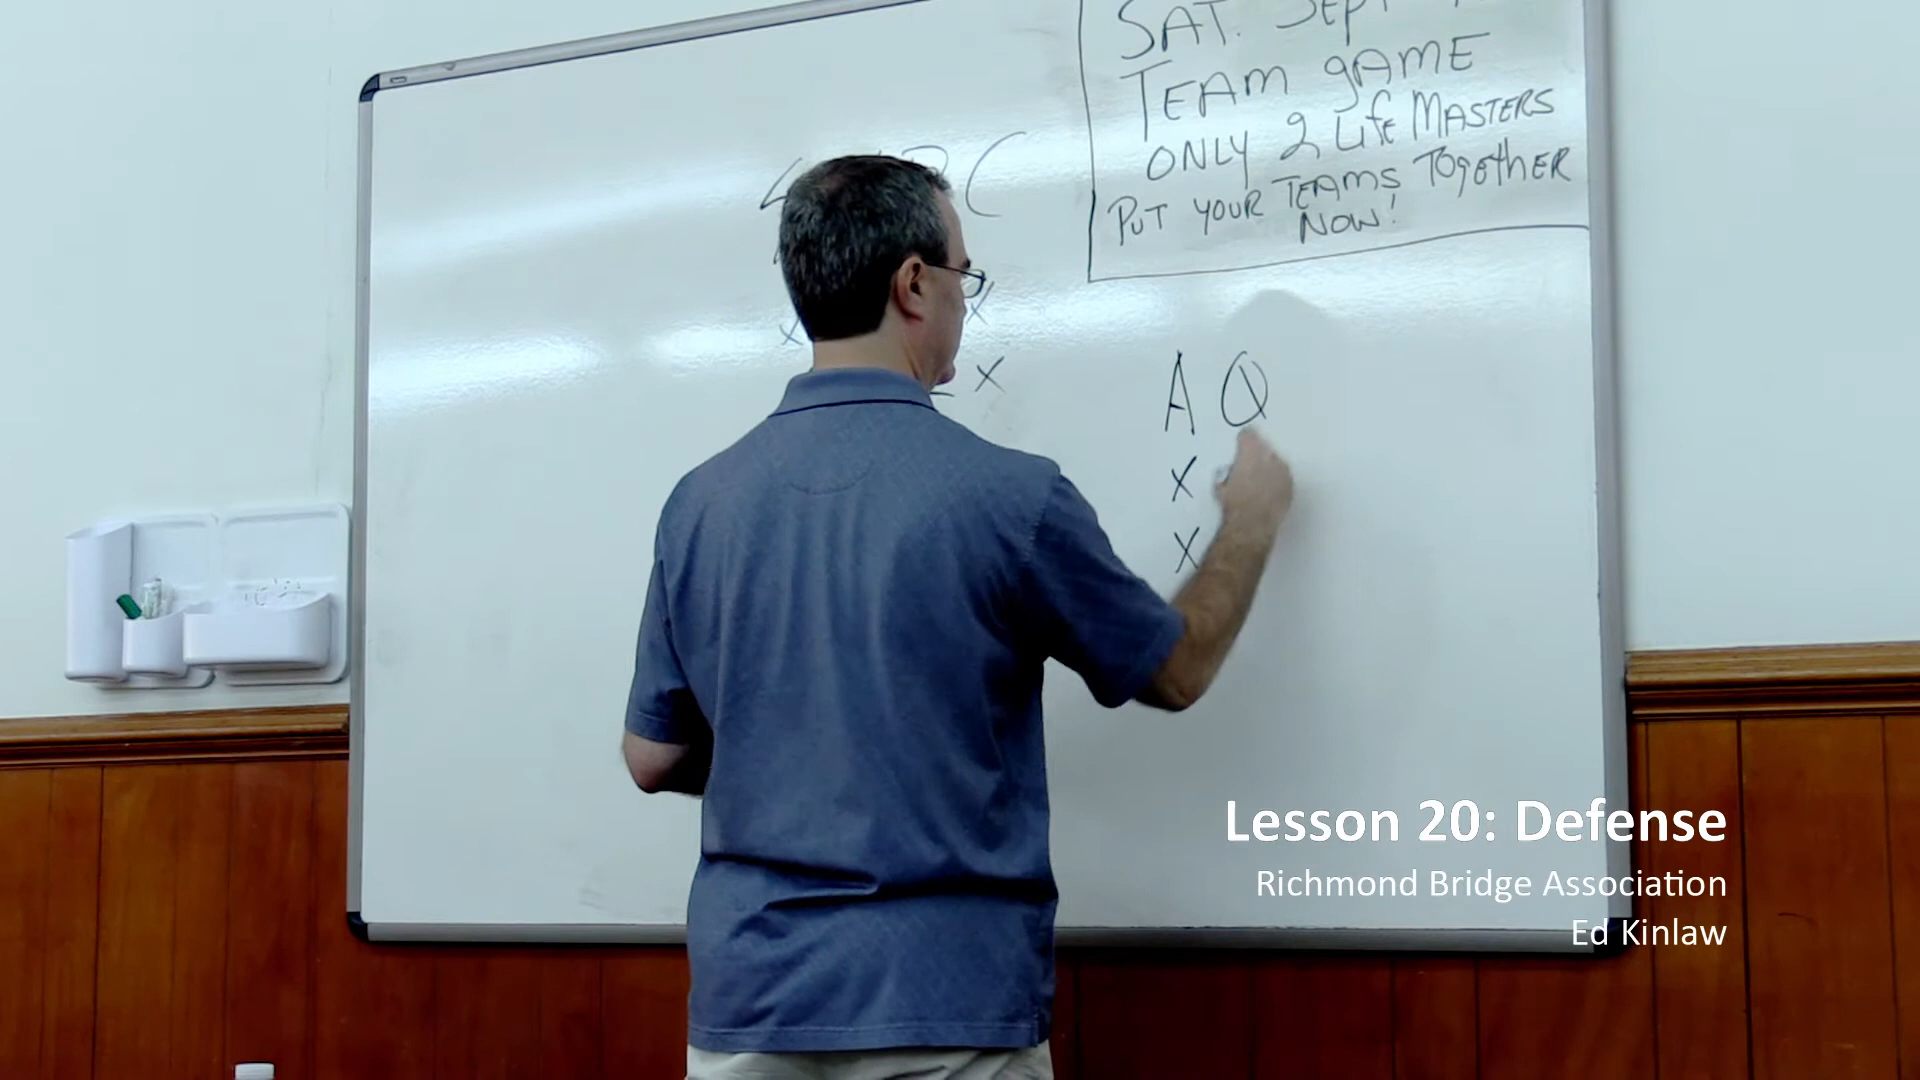 SAT. SEPT
TEAM GAME
ONLY 2 Life MASTERS
PUT YOUR TEAMS TOgethER
NOW!
x
x
A Q
x
x
Lesson 20: Defense
Richmond Bridge Association
Ed Kinlaw